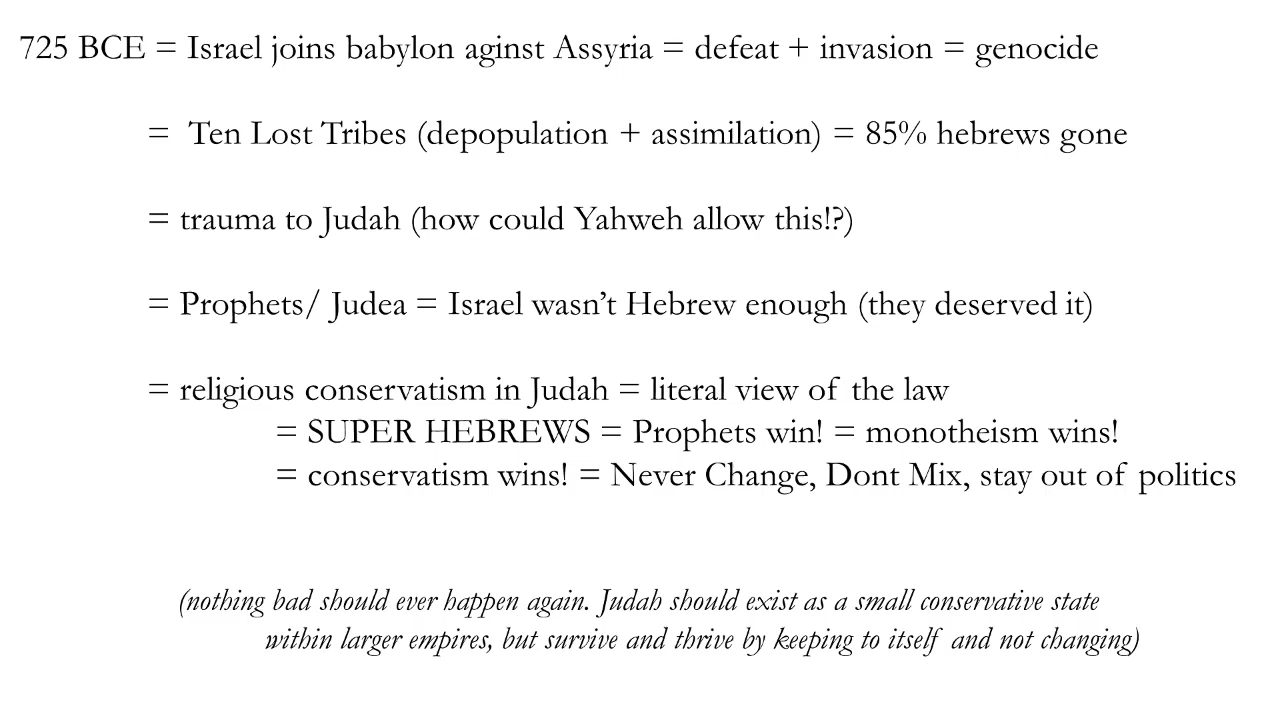 725 BCE = Israel joins babylon aginst Assyria = defeat + invasion = genocide
= Ten Lost Tribes (depopulation + assimilation) = 85% hebrews gone
= trauma to Judah (how could Yahweh allow this!?)
= Prophets/ Judea = Israel wasn’t Hebrew enough (they deserved it)
= religious conservatism in Judah = literal view of the law
= SUPER HEBREWS = Prophets win! = monotheism wins!
= conservatism wins! = Never Change, Dont Mix, stay out of politics
(nothing bad should ever happen again. Judah should exist as a small conservative state
within larger empires, but survive and thrive by keeping to itself and not changing)